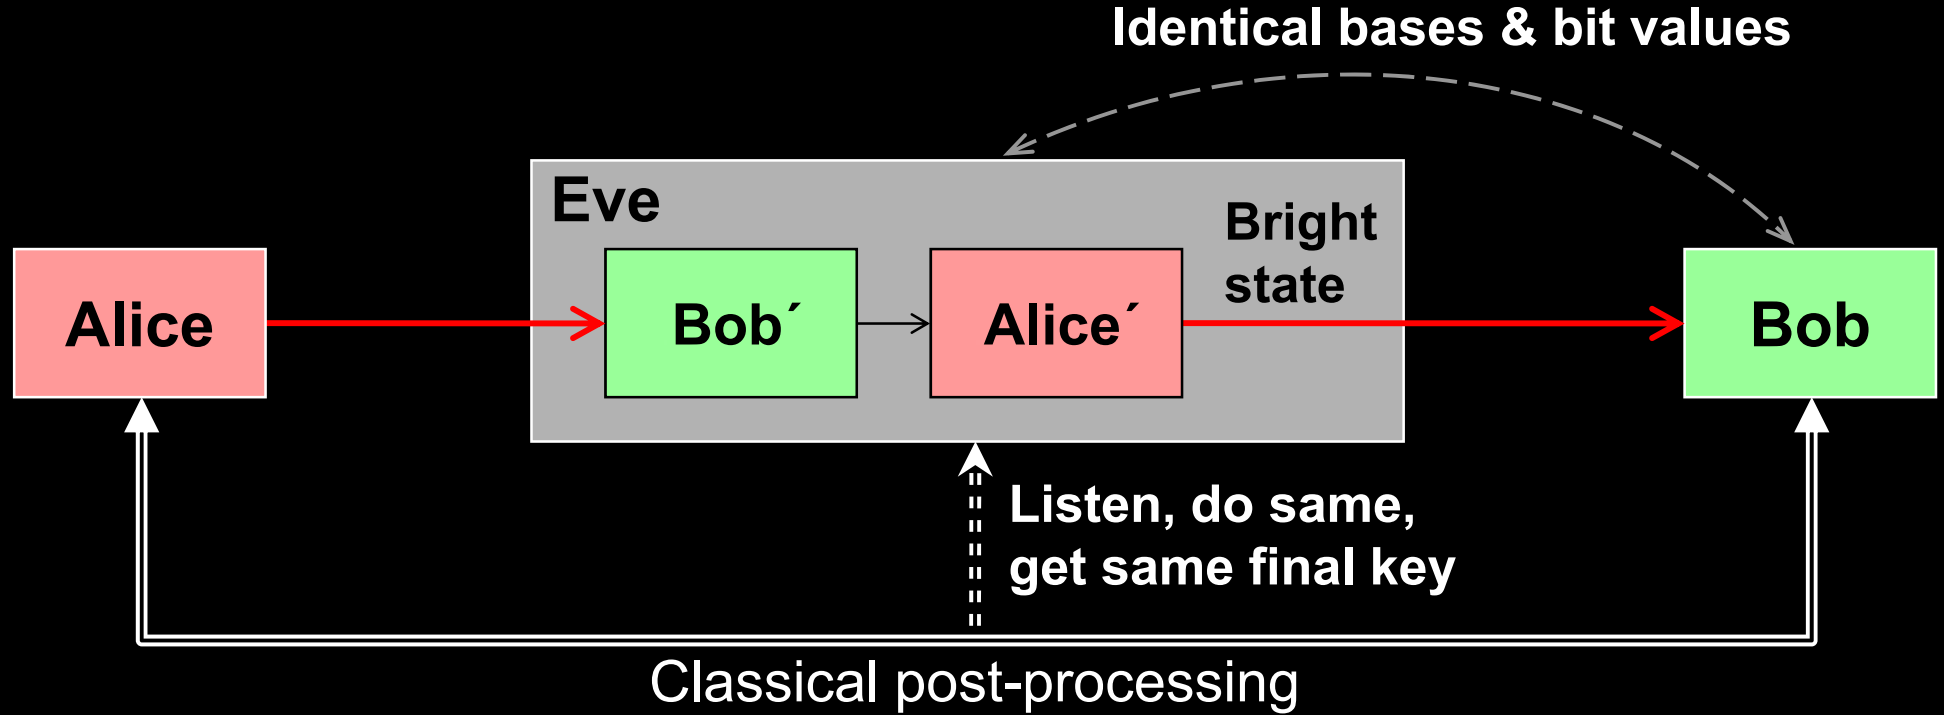 Identical bases & bit values
Eve
Bright
state
Alice
Bob´
Alice´
Bob
Listen, do same,
get same final key
Classical post-processing